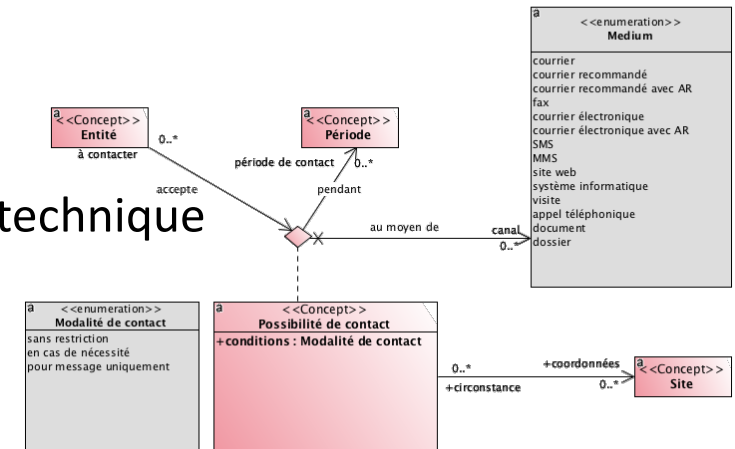 a
<<enumeration>>
Medium
courrier
courrier recommandé
courrier recommandé avec AR
fax
courrier électronique
courrier électronique avec AR
SMS
MMS
site web
système informatique
visite
appel téléphonique
document
dossier
a
<<Concept>>
Entité
0..*
à contacter
accepte
a
<<Concept>>
Période
période de contact
0..*
pendant
technique
au moyen de
canal
0..*
a
<<enumeration>>
Modalité de contact
sans restriction
en cas de nécessité
pour message uniquement
a
<<Concept>>
Possibilité de contact
+conditions : Modalité de contact
0..*
+circonstance
+coordonnées
0..*
a
<<Concept>>
Site